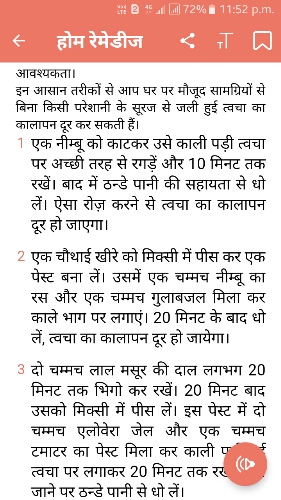 72% 11:52 p.m.
होम रेमेडीज
आवश्यकता।
इन आसान तरीकों से आप घर पर मौजूद सामग्रियों से
बिना किसी परेशानी के सूरज से जली हुई त्वचा का
कालापन दूर कर सकती हैं।
1 एक नीम्बू को काटकर उसे काली पड़ी त्वचा
पर अच्छी तरह से रगड़ें और 10 मिनट तक
रखें। बाद में ठन्डे पानी की सहायता से धो
लें। ऐसा रोज़ करने से त्वचा का कालापन
दूर हो जाएगा।
2 एक चौथाई खीरे को मिक्सी में पीस कर एक
पेस्ट बना लें। उसमें एक चम्मच नीम्बू का
रस और एक चम्मच गुलाबजल मिला कर
काले भाग पर लगाएं। 20 मिनट के बाद धो
लें, त्वचा का कालापन दूर हो जायेगा।
3 दो चम्मच लाल मसूर की दाल लगभग 20
मिनट तक भिगो कर रखें। 20 मिनट बाद
उसको मिक्सी में पीस लें। इस पेस्ट में दो
चम्मच एलोवेरा जेल और एक चम्मच
टमाटर का पेस्ट मिला कर काली
त्वचा पर लगाकर 20 मिनट तक
जाने पर ठन्डे पानी से धो लें।